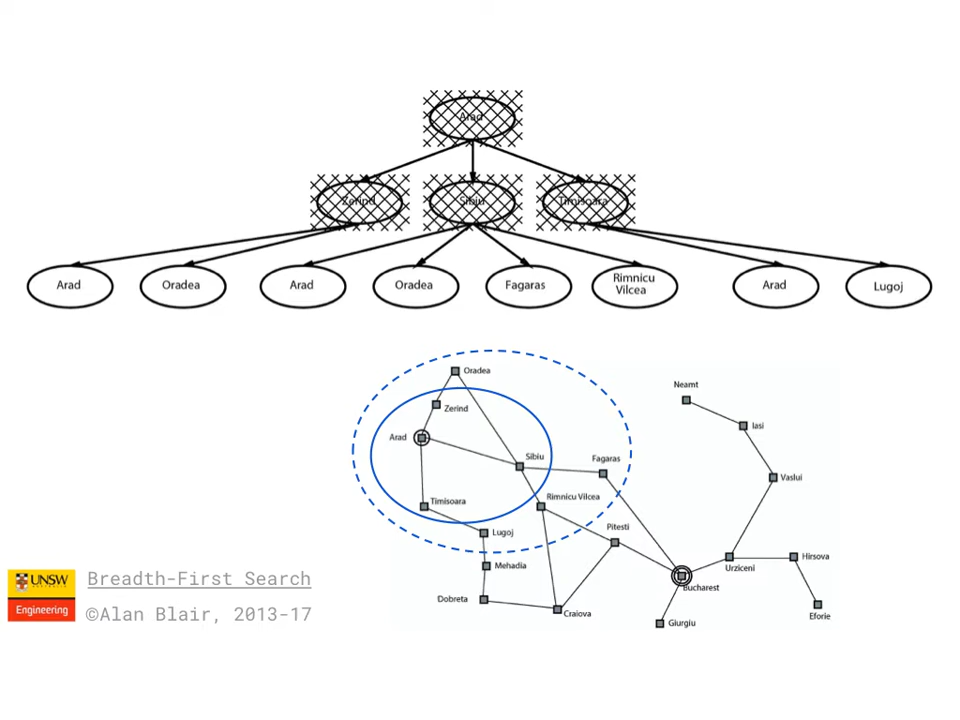 Arad
Zerind
Sibiu
Timisoara
Arad
Oradea
Arad
Oradea
Fagaras
Rimnicu
Vilcea
Arad
Lugoj
Oradea
Neamt
Zerind
Iasi
Arad
Sibiu
Fagaras
Vaslui
Timisoara
Rimnicu Vilcea
Lugoj
Pitesti
Hirsova
Mehadia
Urziceni
Bucharest
Dobreta
Craiova
Eforie
Giurgiu
UNSW
Engineering
Breadth-First Search
©Alan Blair, 2013-17